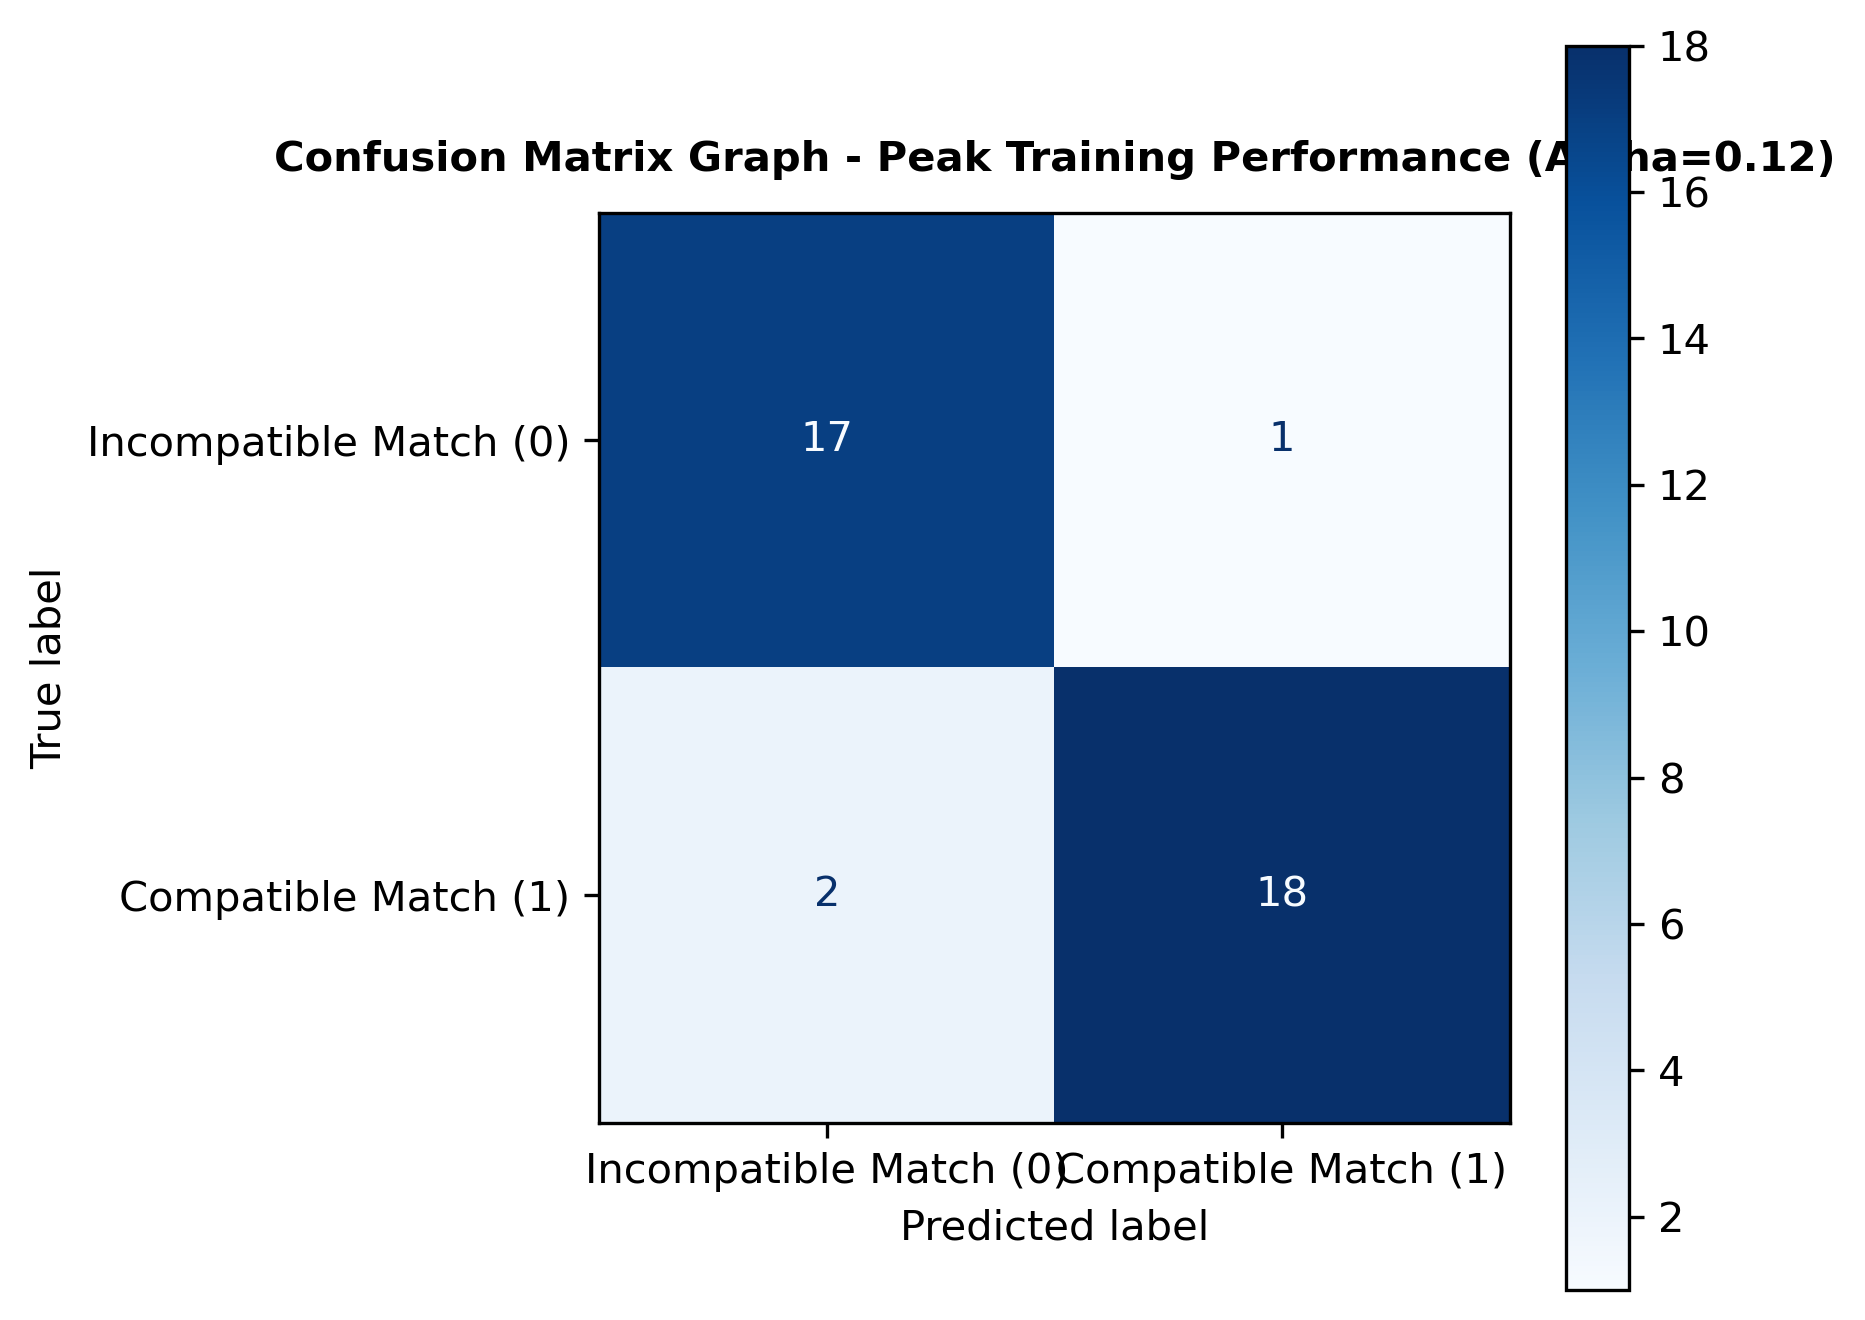 Confusion Matrix Graph - Peak Training Performance (A ha=0.12)
18
16
14
12
10
8
6
4
2
True label
Incompatible Match (0)
17
1
Compatible Match (1)
2
18
Incompatible Match (0)
Compatible Match (1)
Predicted label